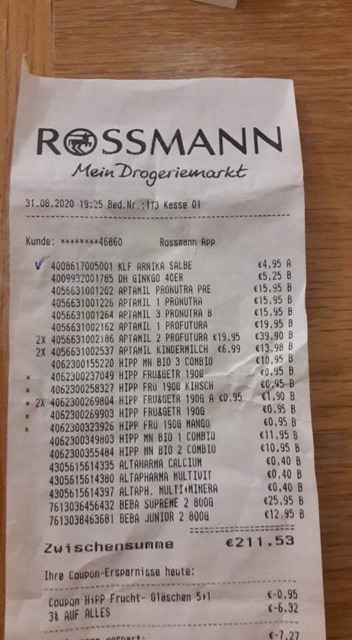 ROSSMANN
Mein Drogeriemarkt
31.08.2020 19:25 Bed.Nr.:113 Kasse 01
Kunde: ********46860 Rossmann App
4008617005001 KLF ARNIKA SALBE €4,95 A
4009932001785 DH GINKGO 40ER €5,25 B
4056631001202 APTAMIL PRONUTRA PRE €15.95 B
4056631001226 APTAMIL 1 PRONUTRA €15.95 B
4056631001264 APTAMIL 3 PRONUTRA 8 €15.95 B
4056631002162 APTAMIL 1 PROFUTURA €19.95 B
2X 4056631002186 APTAMIL 2 PROFUTURA €19.95 €39.90 B
2X 4056631002537 APTAMIL KINDERMILCH €6.99 €13.98 B
4062300155220 HIPP MN BIO 3 COMBIO €10.95 B
* 4062300237049 HIPP FRU&GETR 190G €0.95 B
* 4062300258327 HIPP FRÜ 190G KIRSCH €0.95 B
* 2X 4062300269804 HIPP FRU&GETR A €0.95 €1.90 B
* 4062300269903 HIPP FRU&GETR 190G €0.95 B
* 4062300323926 HIPP FRÜ 190G MANGO €0.95 B
4062300349803 HIPP MN BIO 1 COMBIO €11.95 B
4062300355484 HIPP MN BIO 2 COMBIO €10.95 B
4305615614335 ALTAHARMA CALCIUM €0.40 B
4305615614380 ALTAPHARMA MULTIVIT €0.40 B
4305615614397 ALTAPH. MULTI+MINERA €0.40 B
7613036456432 BEBA SUPREME 2 800G €25.95 B
7613038463681 BEBA JUNIOR 2 800G €12.95 B
Zwischensumme €211.53
Ihre Coupon-Ersparnisse heute:
Coupon HiPP Frucht- Gläschen 5+1 €-0.95
3% AUF ALLES €-6.32
€-7.27